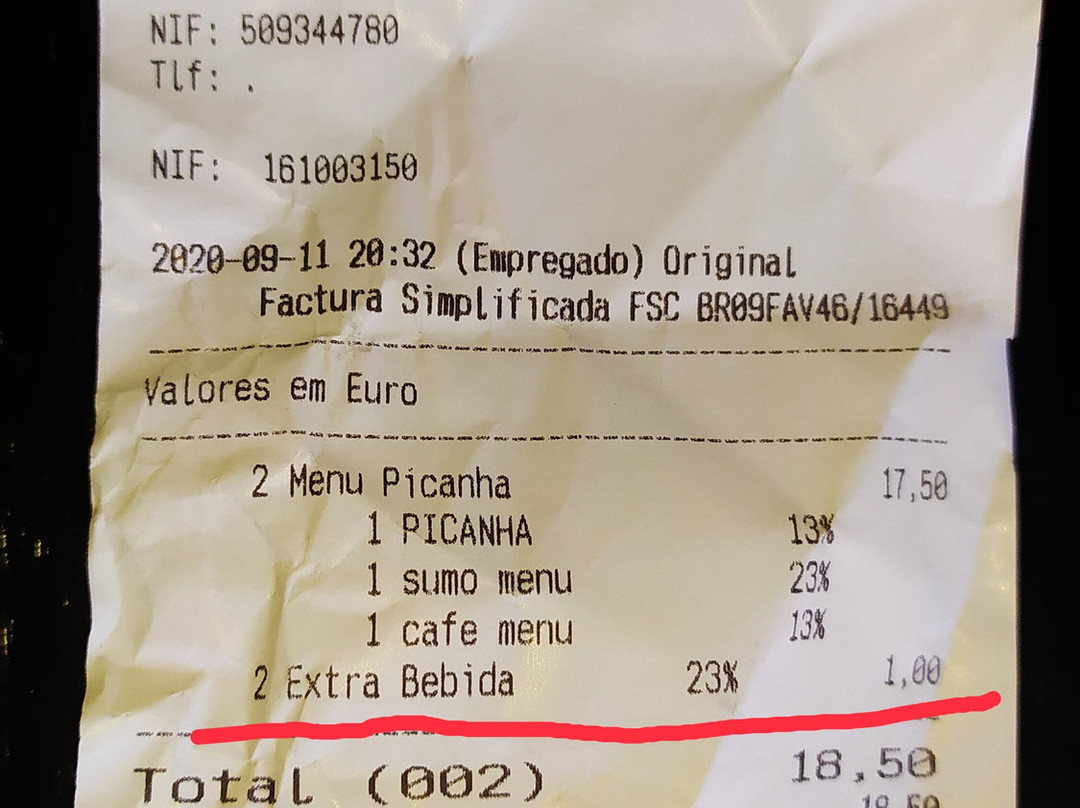 NIF: 509344780
Tlf: .
NIF: 161003150
2020-09-11 20:32 (Empregado) Original
Factura Simplificada FSC BR09FAV46/16449
Valores em Euro
2 Menu Picanha 17,50
1 PICANHA 13%
1 sumo menu 23%
1 cafe menu 13%
2 Extra Bebida 23% 1,00
Total (002) 18,50